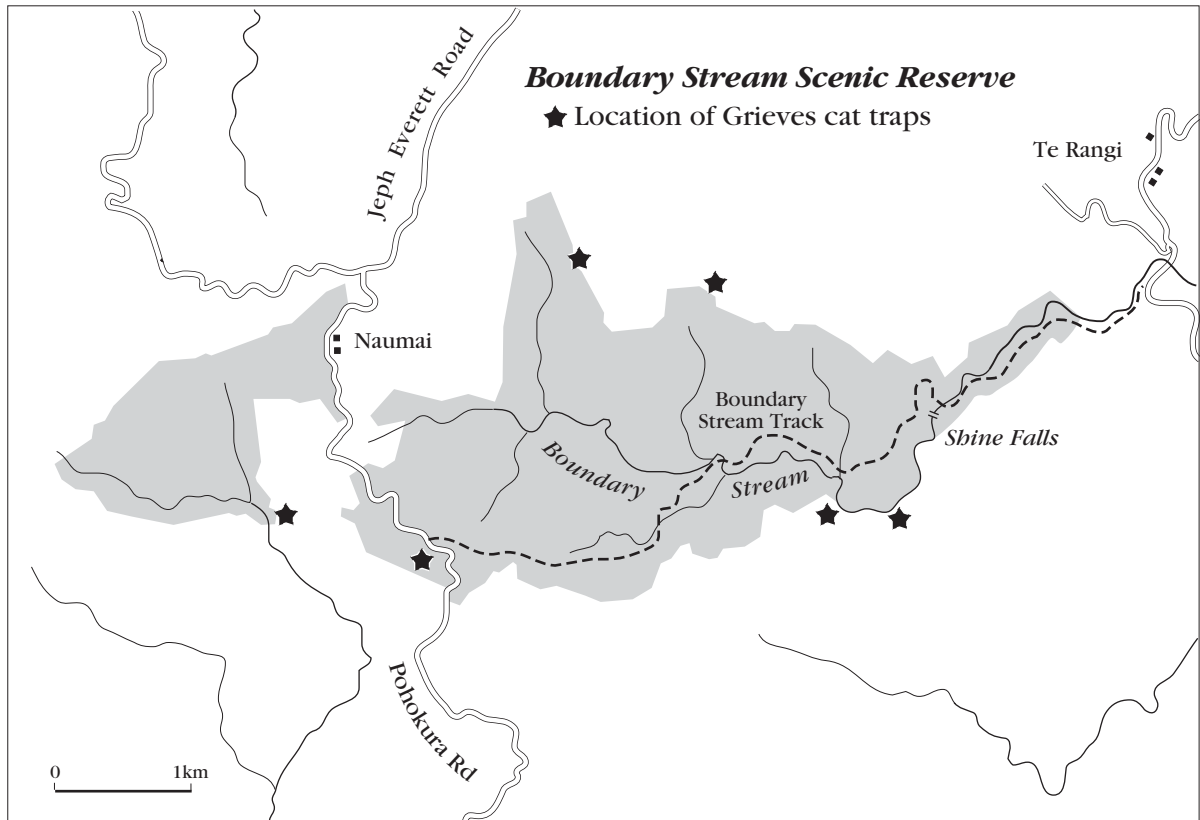 Boundary Stream Scenic Reserve
Location of Grieves cat traps
Jeph Everett Road
Te Rangi
Naumai
Boundary
Stream Track
Shine Falls
Boundary
Stream
Pohokura Rd
0 1km